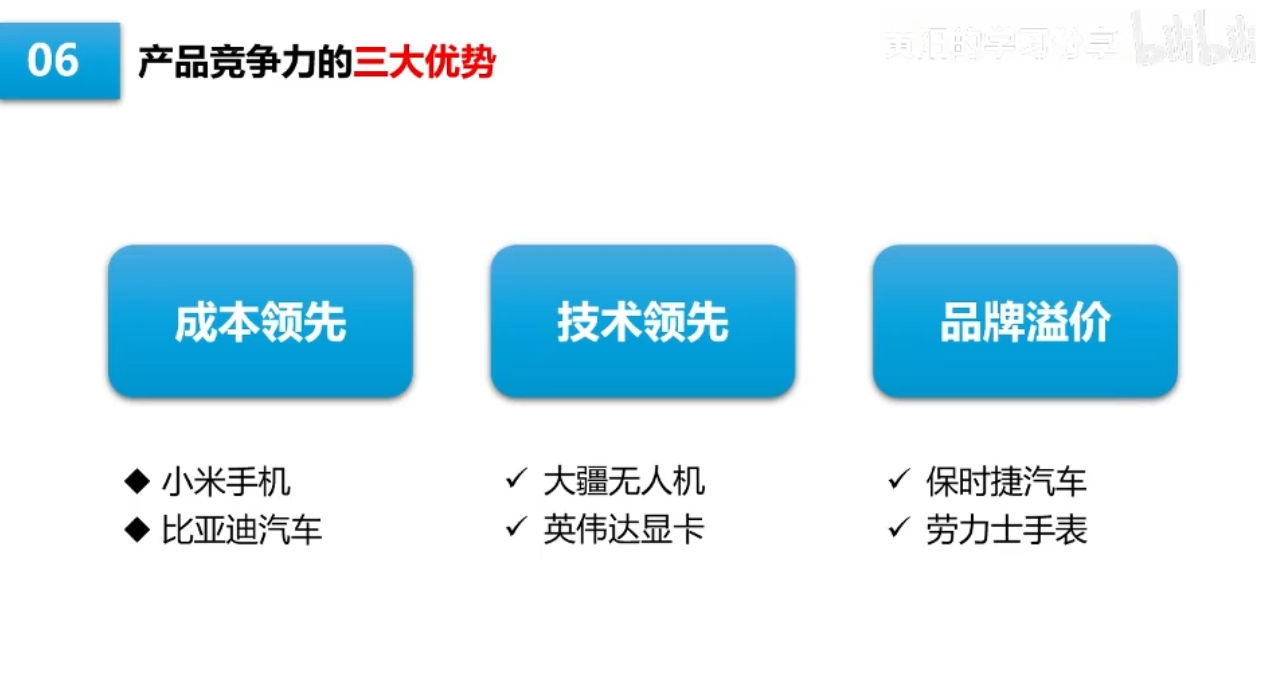 06
产品竞争力的三大优势
bilibili
成本领先
技术领先
品牌溢价
◆ 小米手机
◆ 比亚迪汽车
✓ 大疆无人机
✓ 英伟达显卡
✓ 保时捷汽车
✓ 劳力士手表